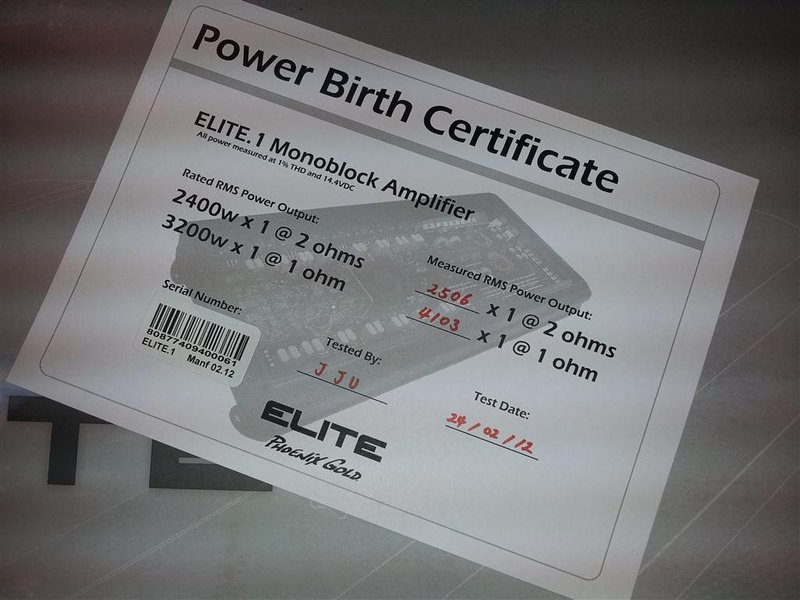 Power Birth Certificate
ELITE.1 Monoblock Amplifier
All power measured at 1% THD and 14.4VDC
Rated RMS Power Output:
2400w x 1 @ 2 ohms
3200w x 1 @ 1 ohm
Measured RMS Power Output:
2506 x 1 @ 2 ohms
4103 x 1 @ 1 ohm
Serial Number:
80877409400061
ELITE.1 Manf 02.12
Tested By:
JJU
Test Date:
24/02/12
ELITE
PHOENIX GOLD
TE